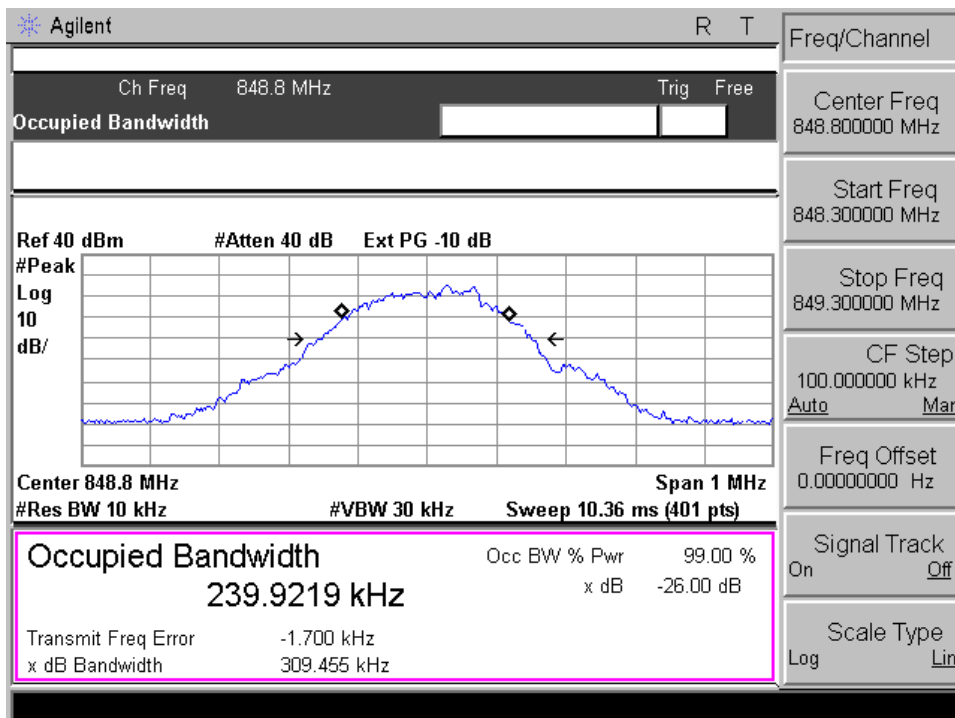 Agilent R T
Freq/Channel
Ch Freq 848.8 MHz Trig Free
Occupied Bandwidth
Center Freq
848.800000 MHz
Start Freq
848.300000 MHz
Stop Freq
849.300000 MHz
CF Step
100.000000 kHz
Auto Man
Freq Offset
0.00000000 Hz
Signal Track
On Off
Scale Type
Log Lin
Ref 40 dBm #Atten 40 dB Ext PG -10 dB
#Peak
Log
10
dB/
Center 848.8 MHz Span 1 MHz
#Res BW 10 kHz #VBW 30 kHz Sweep 10.36 ms (401 pts)
Occupied Bandwidth Occ BW % Pwr 99.00 %
239.9219 kHz x dB -26.00 dB
Transmit Freq Error -1.700 kHz
x dB Bandwidth 309.455 kHz